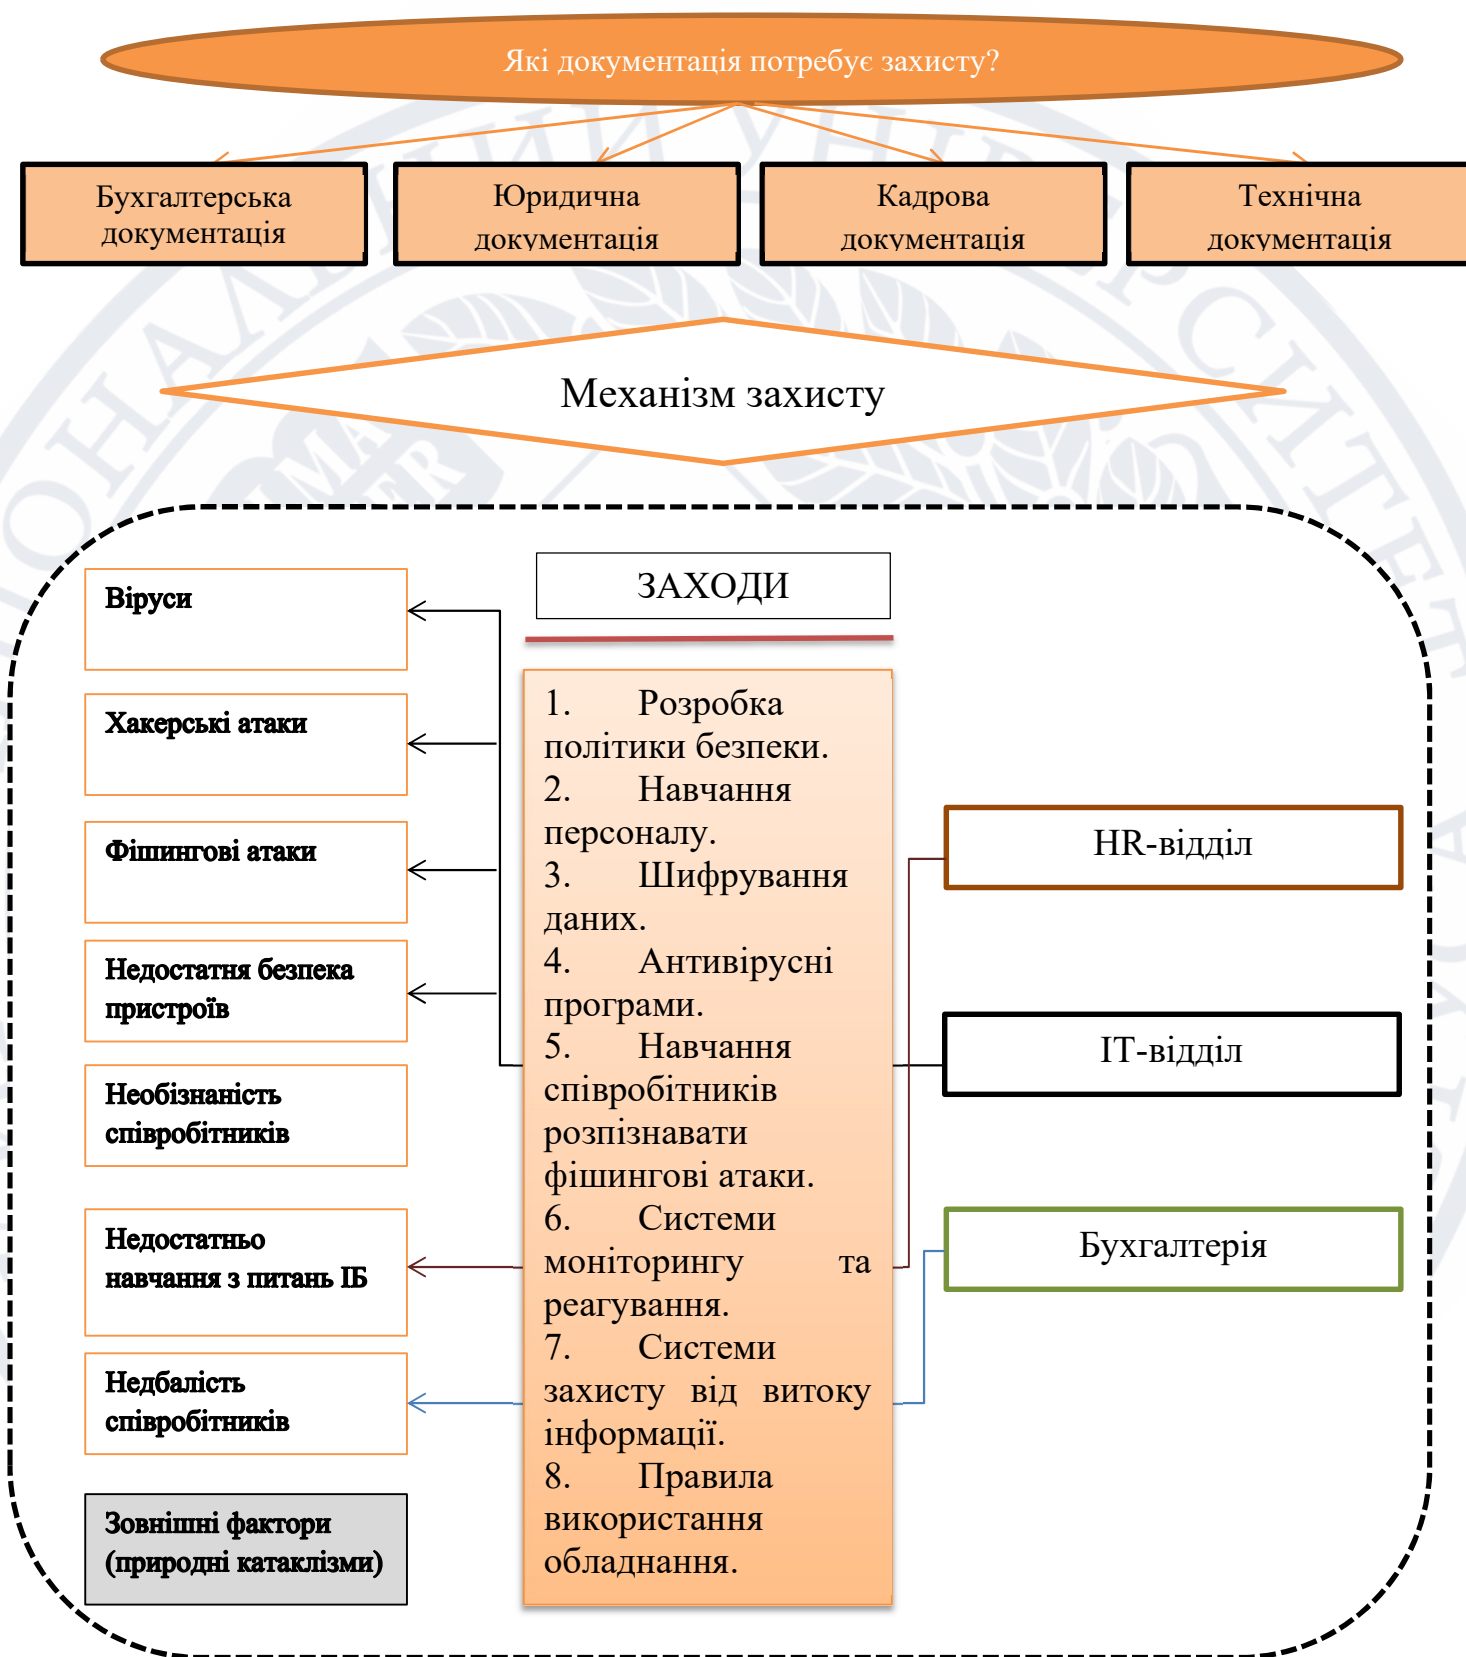 Які документація потребує захисту?
Бухгалтерська
документація
Юридична
документація
Кадрова
документація
Технічна
документація
Механізм захисту
ЗАХОДИ
Віруси
Хакерські атаки
Фішингові атаки
Недостатня безпека
пристроїв
Необізнаність
співробітників
Недостатньо
навчання з питань ІБ
Недбалість
співробітників
Зовнішні фактори
(природні катаклізми)
1. Розробка
політики безпеки.
2. Навчання
персоналу.
3. Шифрування
даних.
4. Антивірусні
програми.
5. Навчання
співробітників
розпізнавати
фішингові атаки.
6. Системи
моніторингу та
реагування.
7. Системи
захисту від витоку
інформації.
8. Правила
використання
обладнання.
HR-відділ
ІТ-відділ
Бухгалтерія